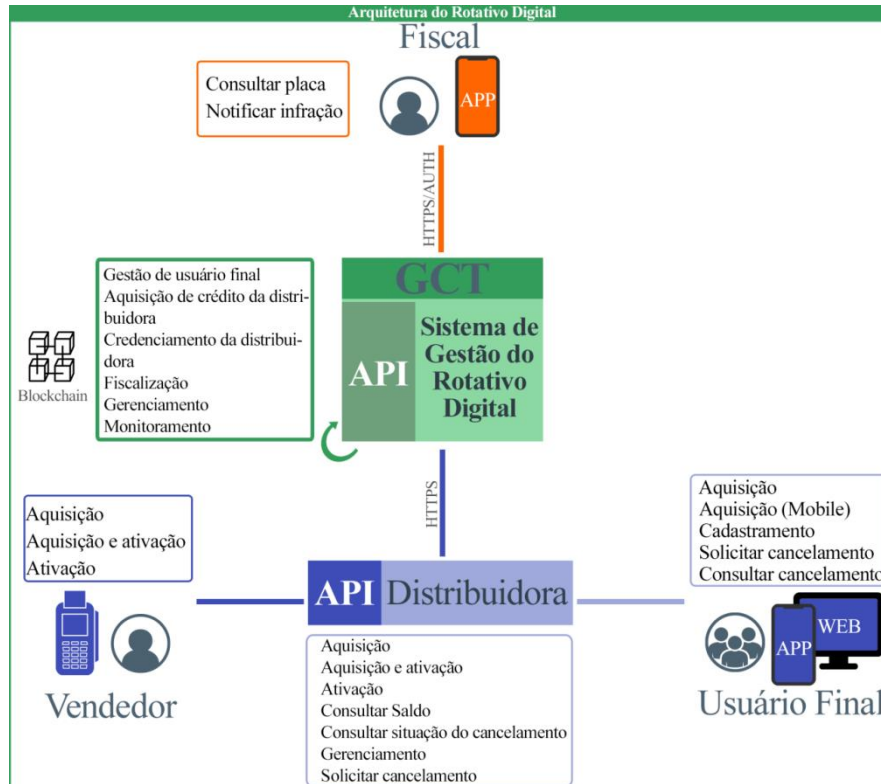 Arquitetura do Rotativo Digital
Fiscal
Consultar placa
Notificar infração
APP
HTTPS/AUTH
Gestão de usuário final
Aquisição de crédito da distri-
buidora
Credenciamento da distribui-
dora
Fiscalização
Gerenciamento
Monitoramento
Blockchain
GCT
API
Sistema de
Gestão do
Rotativo
Digital
HTTPS
Aquisição
Aquisição e ativação
Ativação
Vendedor
API Distribuidora
Aquisição
Aquisição e ativação
Ativação
Consultar Saldo
Consultar situação do cancelamento
Gerenciamento
Solicitar cancelamento
Aquisição
Aquisição (Mobile)
Cadastramento
Solicitar cancelamento
Consultar cancelamento
WEB
APP
Usuário Final